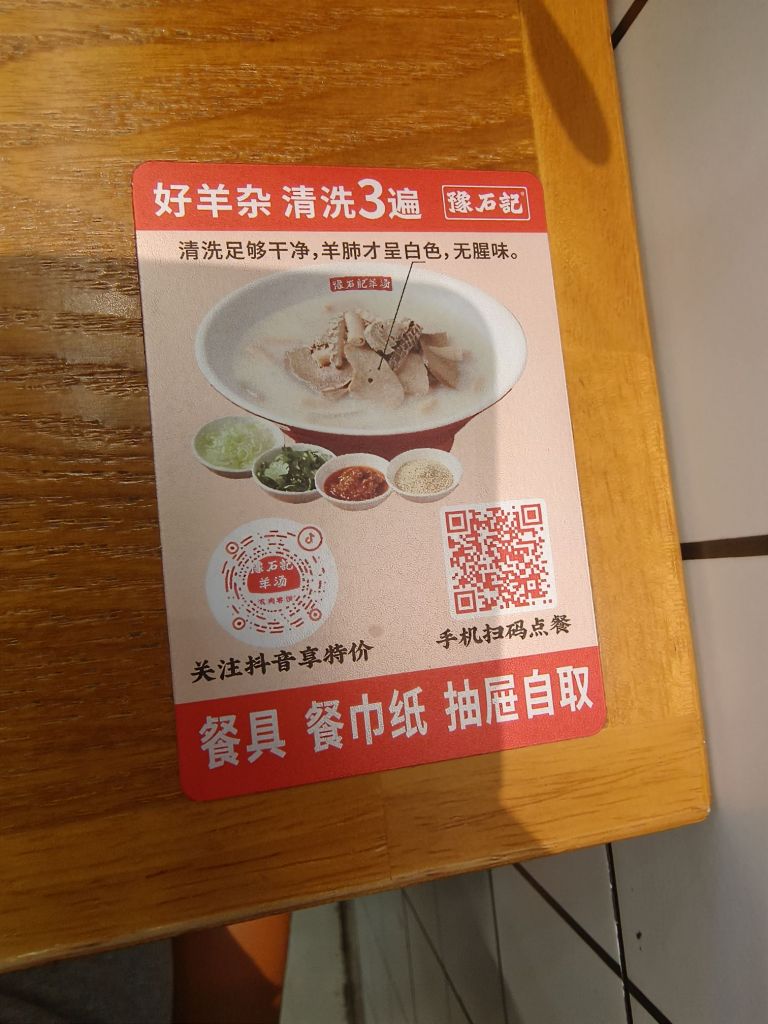 好羊杂 清洗3遍 豫石記
清洗足够干净,羊肺才呈白色,无腥味。
豫石記羊汤
豫石記
羊汤
关注抖音享特价
手机扫码点餐
餐具 餐巾纸 抽屉自取